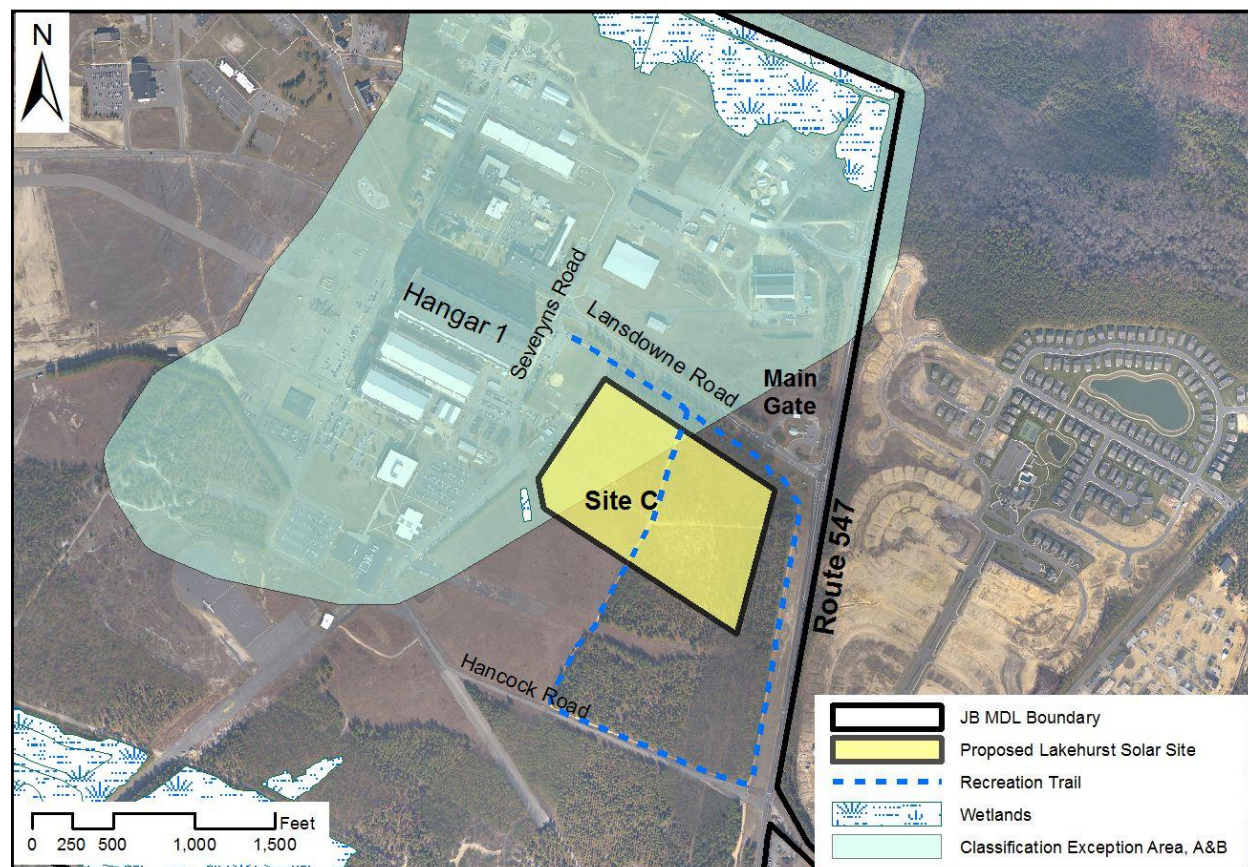 N
Hangar 1
Severyns Road
Lansdowne Road
Main
Gate
Site C
Route 547
Hancock Road
JB MDL Boundary
Proposed Lakehurst Solar Site
Recreation Trail
Wetlands
Classification Exception Area, A&B
Feet
0 250 500 1,000 1,500